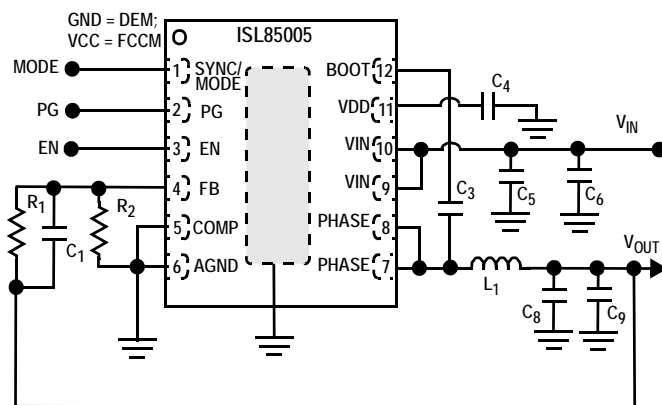 GND = DEM;
VCC = FCCM
ISL85005
MODE
1
SYNC/
MODE
BOOT
12
C4
PG
2
PG
VDD
11
VIN
EN
3
EN
VIN
10
4
FB
VIN
9
C3
C5
C6
R1
C1
R2
5
COMP
PHASE
8
VOUT
6
AGND
PHASE
7
L1
C8
C9